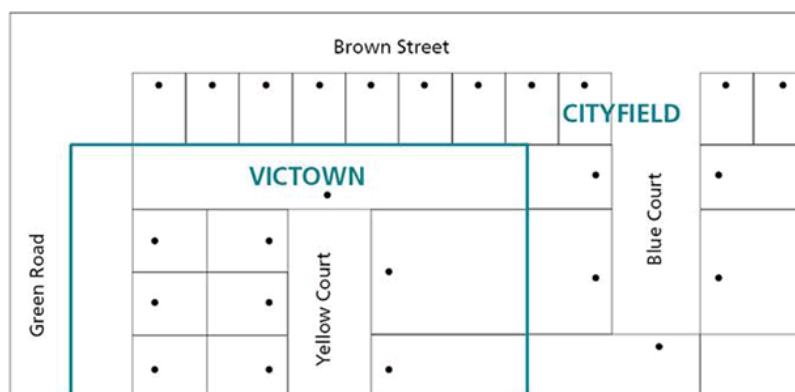 Brown Street
CITYFIELD
VICTOWN
Green Road
Yellow Court
Blue Court